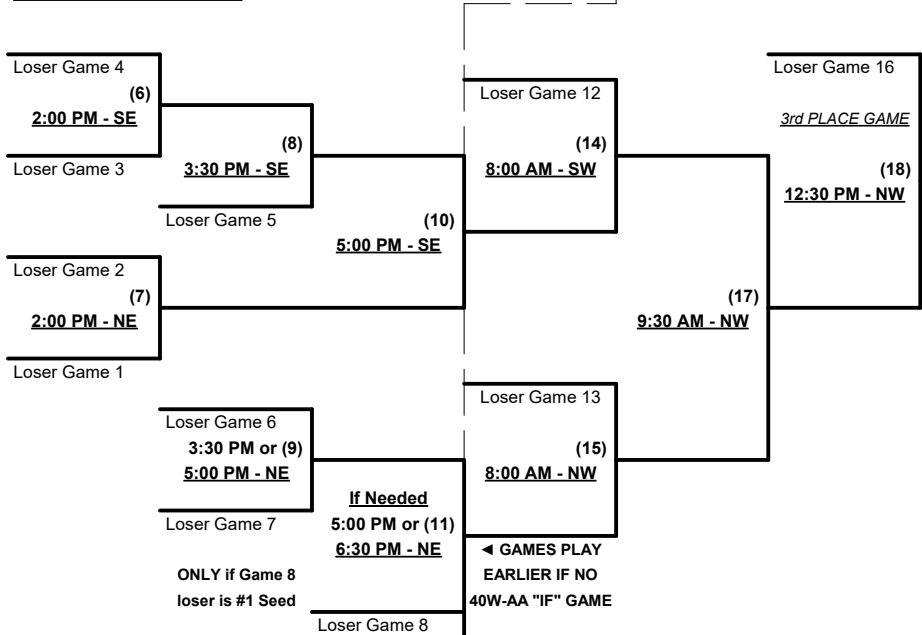 Loser Game 4
(6)
2:00 PM - SE
Loser Game 3
(8)
3:30 PM - SE
Loser Game 5
Loser Game 2
(7)
2:00 PM - NE
Loser Game 1
(10)
5:00 PM - SE
Loser Game 12
(14)
8:00 AM - SW
Loser Game 16
3rd PLACE GAME
(18)
12:30 PM - NW
(17)
9:30 AM - NW
Loser Game 6
3:30 PM or (9)
5:00 PM - NE
Loser Game 7
If Needed
5:00 PM or (11)
6:30 PM - NE
ONLY if Game 8
loser is #1 Seed
Loser Game 8
Loser Game 13
(15)
8:00 AM - NW
◄ GAMES PLAY
EARLIER IF NO
40W-AA "IF" GAME